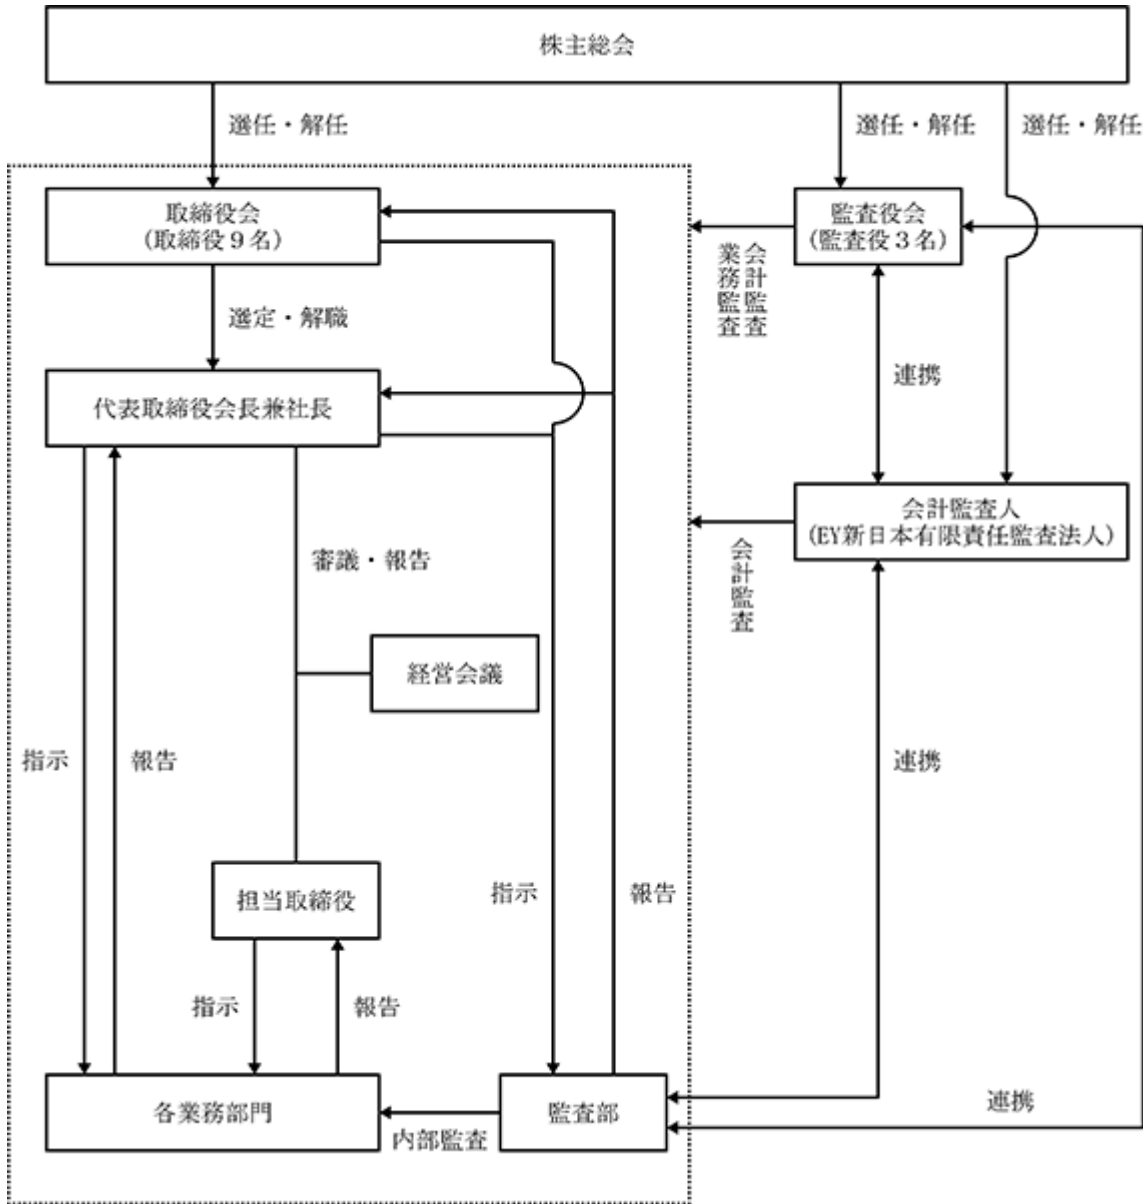 株主総会
選任・解任
選任・解任
選任・解任
取締役会
(取締役９名)
監査役会
(監査役３名)
会計監査
業務監査
選定・解職
代表取締役会長兼社長
連携
会計監査人
(EY新日本有限責任監査法人)
会計監査
審議・報告
経営会議
指示
報告
連携
担当取締役
指示
報告
指示
報告
各業務部門
内部監査
監査部
連携